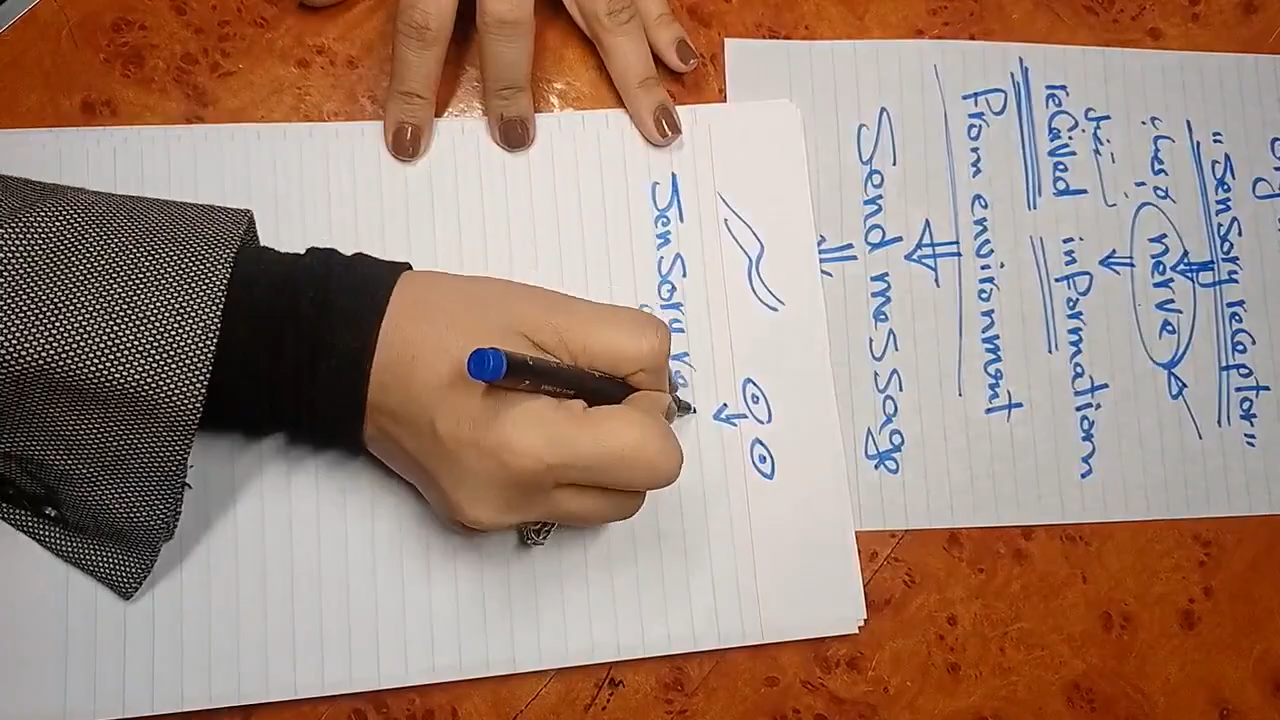 "SenSory receptor"
nerve
recived information
From environment
Send message
SenSory Re